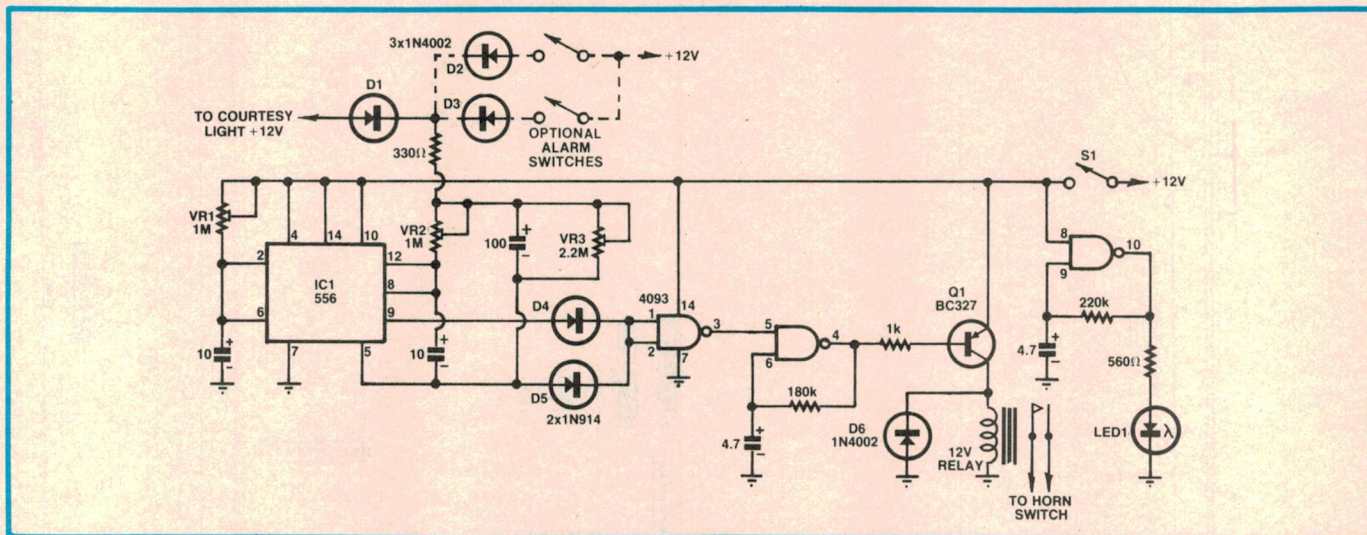 3x1N4002
D2
+12V
D1
TO COURTESY
LIGHT +12V
D3
OPTIONAL
ALARM
SWITCHES
330Ω
S1
+12V
VR1
1M
4
14
10
VR2
1M
100
+
−
VR3
2.2M
2
12
8
6
9
IC1
556
7
5
10
+
−
10
+
−
D4
D5
2x1N914
4093
1
2
14
3
7
5
6
4
1k
180k
4.7
+
−
Q1
BC327
D6
1N4002
12V
RELAY
TO HORN
SWITCH
8
9
10
220k
4.7
+
−
560Ω
LED1
λ